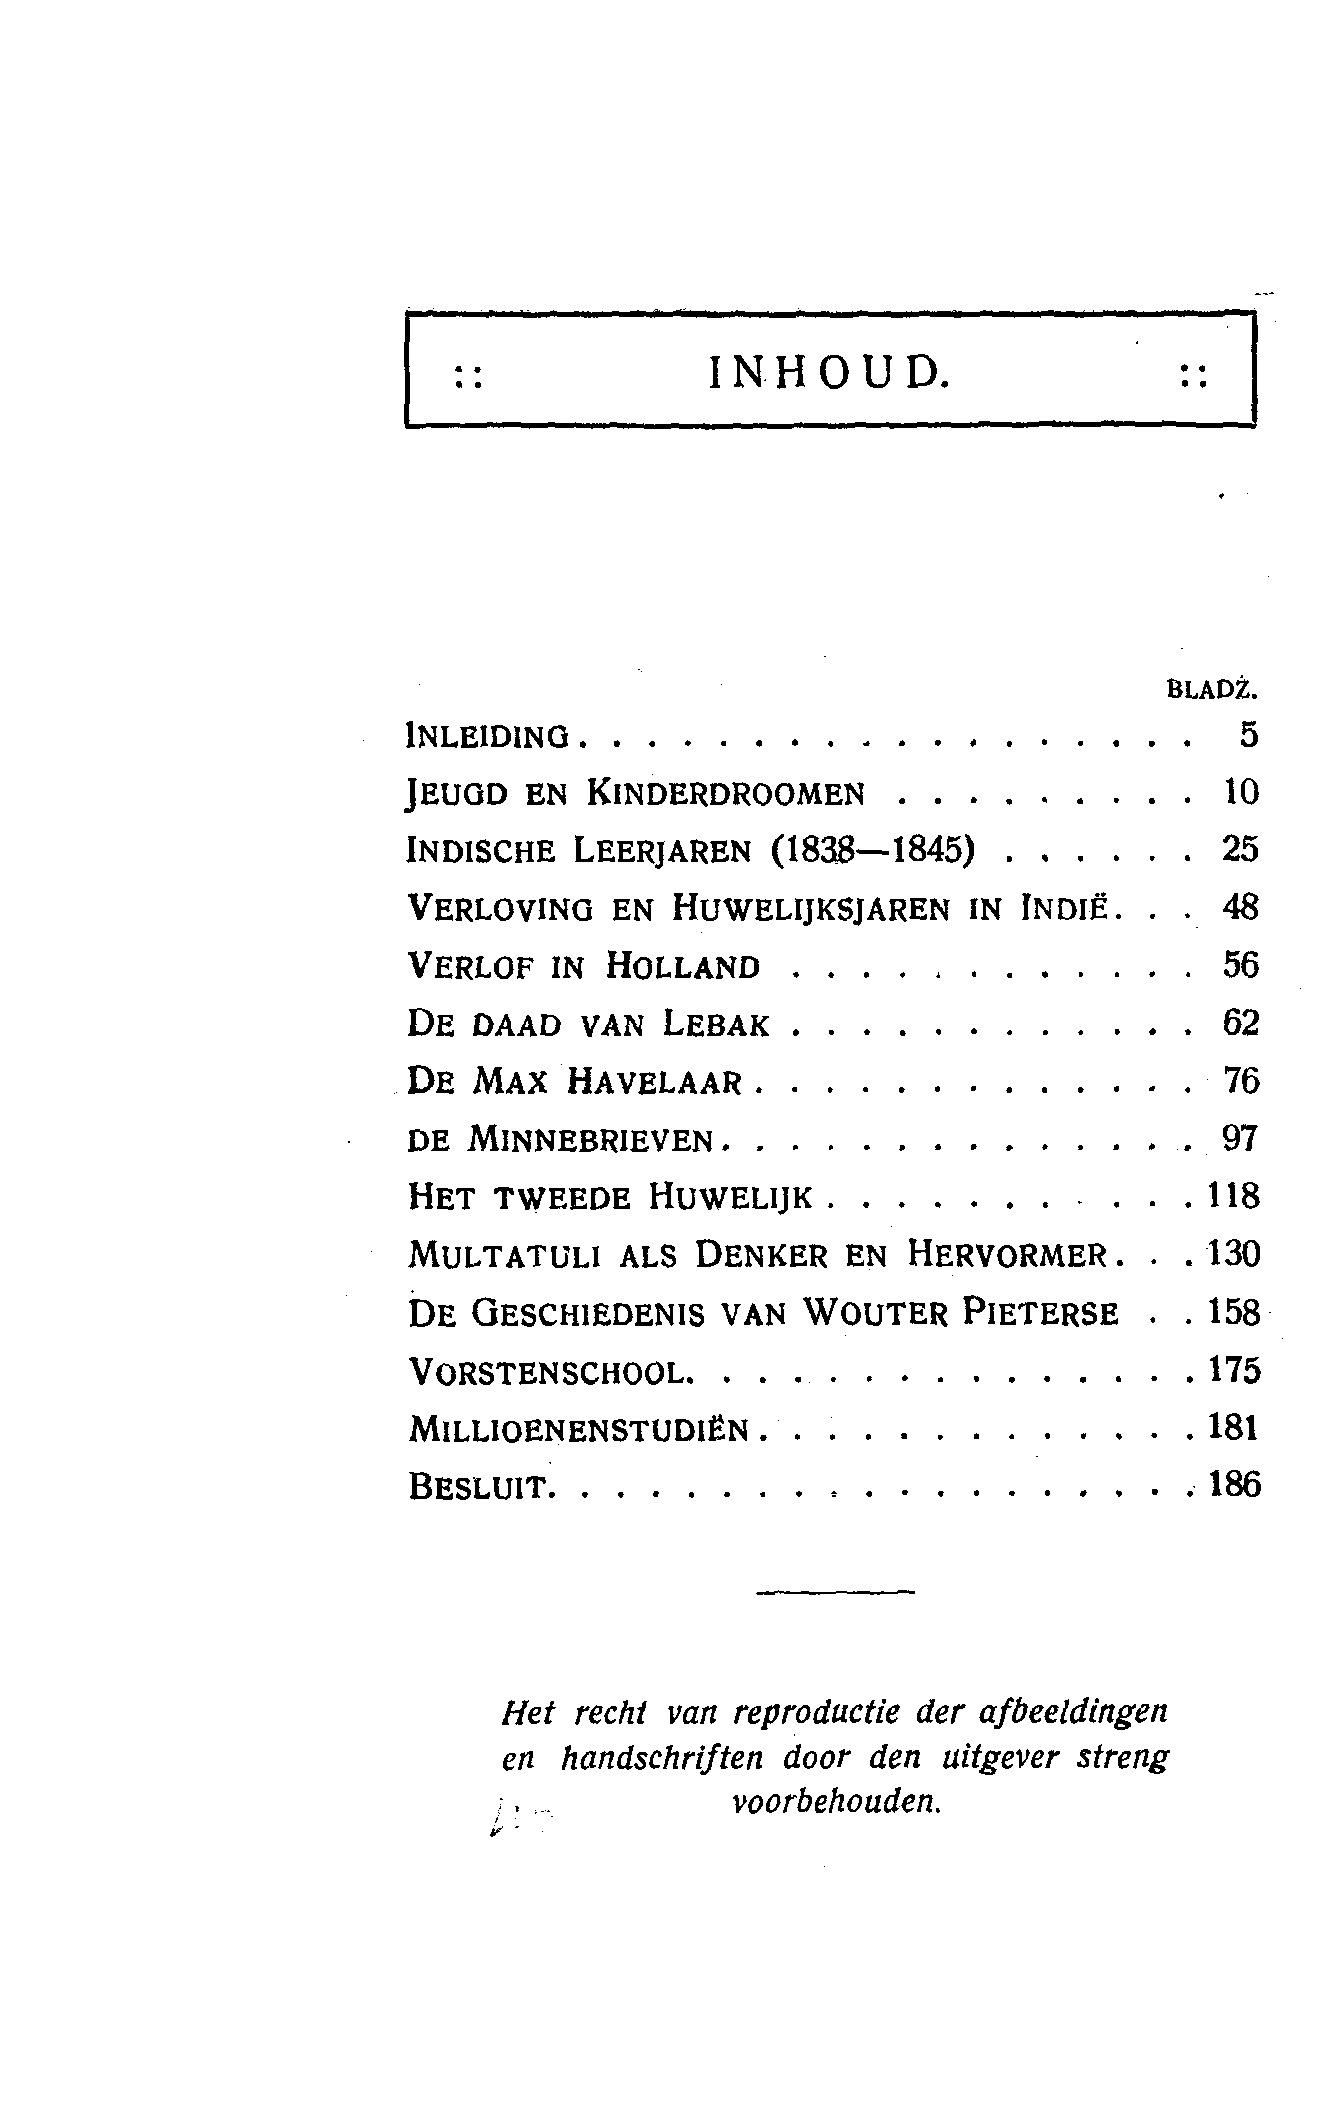 :: INHOUD. ::
BLADZ.
INLEIDING. . . . . . . . . . . . . . . . . . 5
JEUGD EN KINDERDROOMEN . . . . . . . . . 10
INDISCHE LEERJAREN (1838—1845) . . . . . . 25
VERLOVING EN HUWELIJKSJAREN IN INDIË. . . 48
VERLOF IN HOLLAND . . . . . . . . . . . . 56
DE DAAD VAN LEBAK . . . . . . . . . . . . 62
DE MAX HAVELAAR . . . . . . . . . . . . . 76
DE MINNEBRIEVEN. . . . . . . . . . . . . . 97
HET TWEEDE HUWELIJK . . . . . . . . . . . 118
MULTATULI ALS DENKER EN HERVORMER. . . 130
DE GESCHIEDENIS VAN WOUTER PIETERSE . . 158
VORSTENSCHOOL. . . . . . . . . . . . . . . 175
MILLIOENENSTUDIËN . . . . . . . . . . . . . 181
BESLUIT. . . . . . . . . . . . . . . . . . . 186
Het recht van reproductie der afbeeldingen
en handschriften door den uitgever streng
voorbehouden.